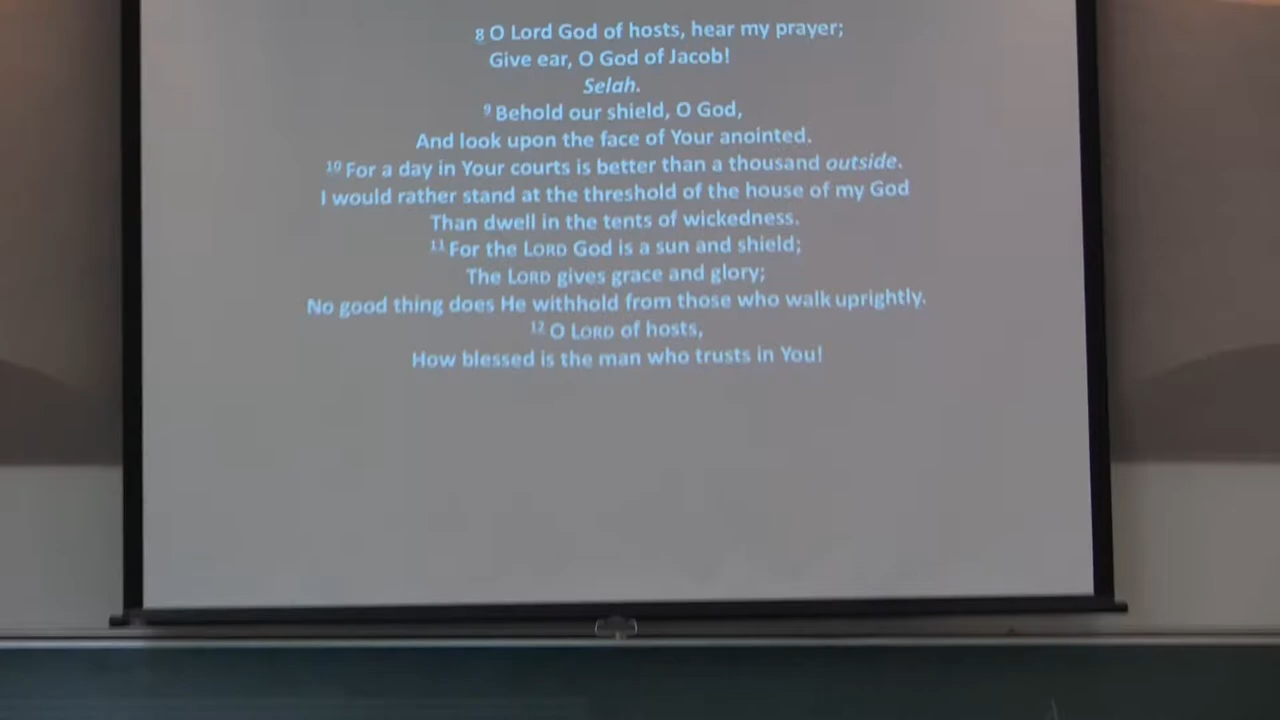 8 O Lord God of hosts, hear my prayer;
Give ear, O God of Jacob!
Selah.
9 Behold our shield, O God,
And look upon the face of Your anointed.
10 For a day in Your courts is better than a thousand outside.
I would rather stand at the threshold of the house of my God
Than dwell in the tents of wickedness.
11 For the LORD God is a sun and shield;
The LORD gives grace and glory;
No good thing does He withhold from those who walk uprightly.
12 O LORD of hosts,
How blessed is the man who trusts in You!